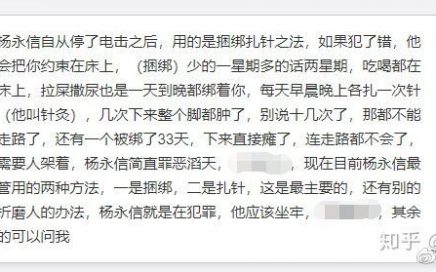 杨永信自从停了电击之后，用的是捆绑扎针之法，如果犯了错，他
会把你约束在床上，（捆绑）少的一星期多的话两星期，吃喝都在
床上，拉屎撒尿也是一天到晚都绑着你，每天早晨晚上各扎一次针
（他叫针灸），几次下来整个脚都肿了，别说十几次了，那都不能
走路了，还有一个被绑了33天，下来直接瘫了，连走路都不会了，
需要人架着，杨永信简直罪恶滔天，，现在目前杨永信最
管用的两种方法，一是捆绑，二是扎针，这是最主要的，还有别的
折磨人的办法，杨永信就是在犯罪，他应该坐牢，，其余
的可以问我
知乎